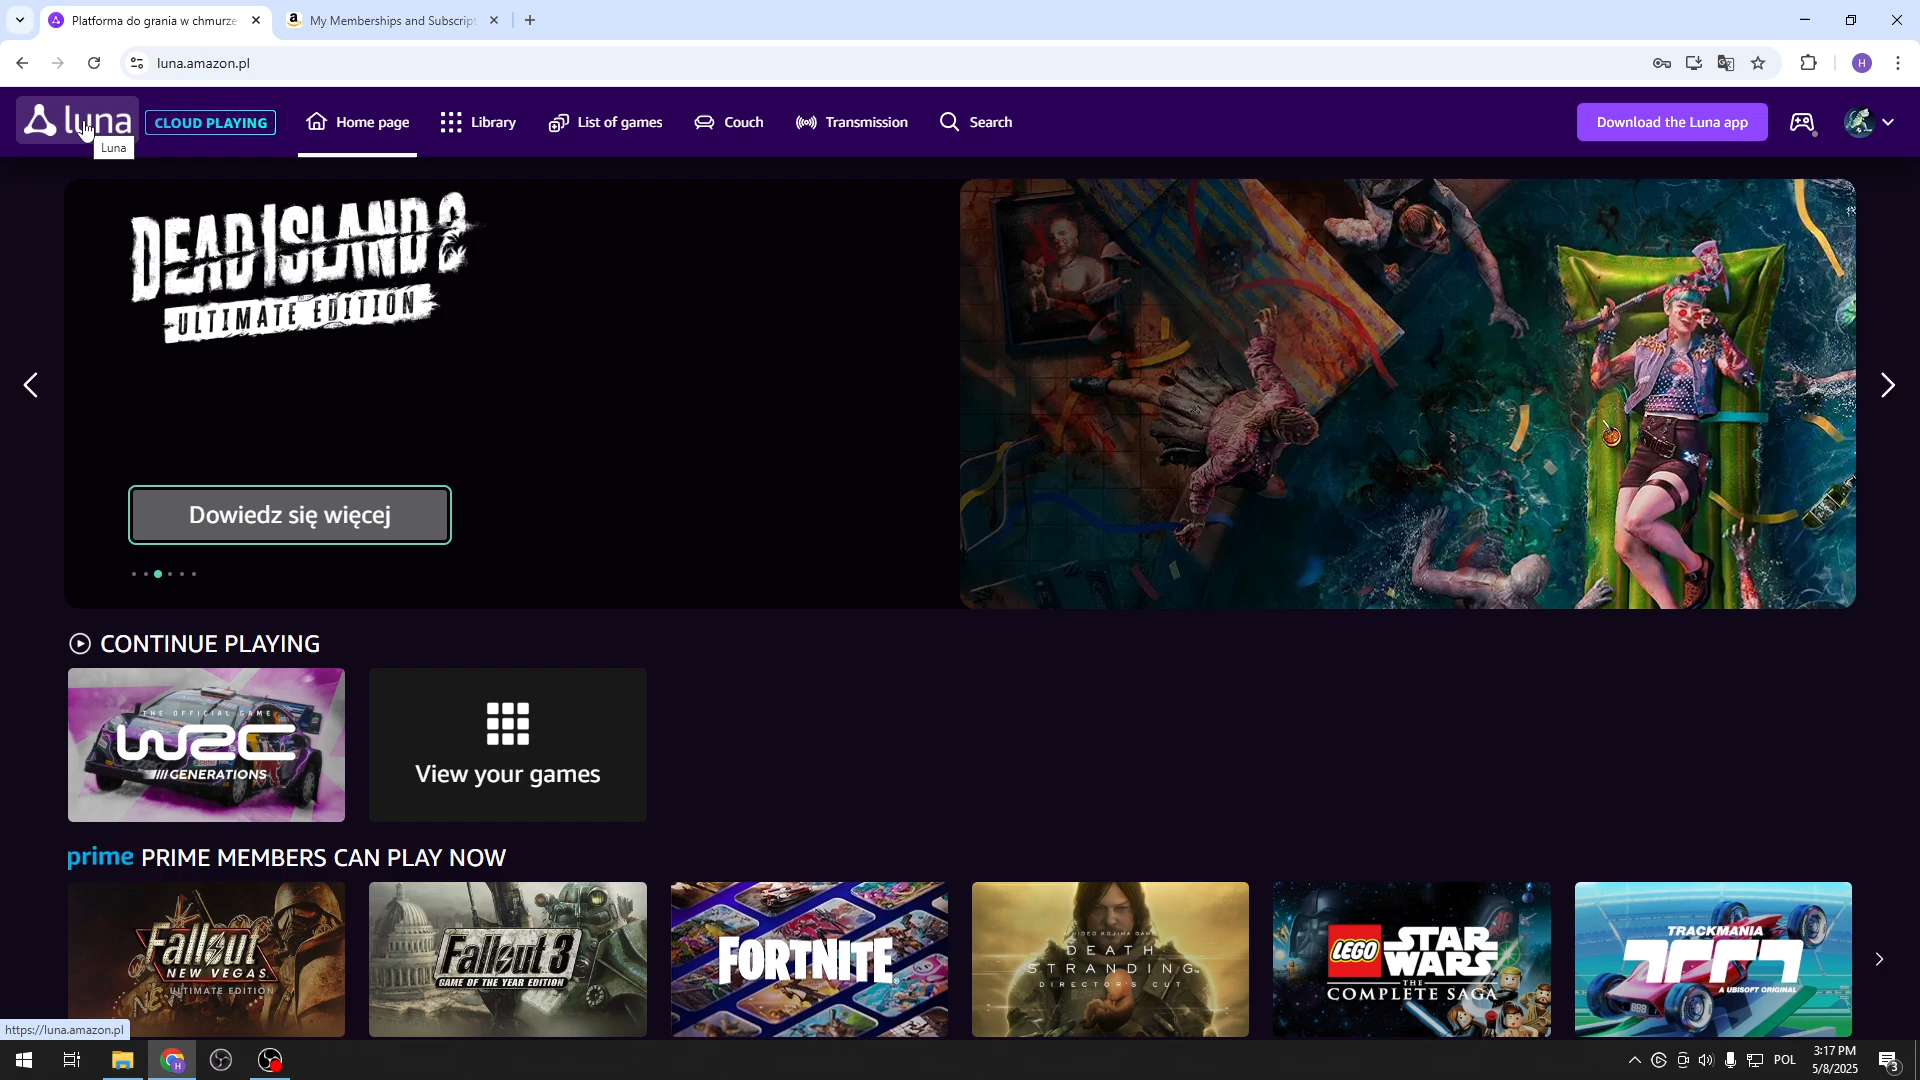 Platforma do grania w chmurze
My Memberships and Subscript
luna.amazon.pl
H
luna
CLOUD PLAYING
Home page
Library
List of games
Couch
Transmission
Search
Download the Luna app
Luna
DEAD ISLAND 2
ULTIMATE EDITION
Dowiedz się więcej
CONTINUE PLAYING
THE OFFICIAL GAME
WRC
GENERATIONS
View your games
prime PRIME MEMBERS CAN PLAY NOW
Fallout
NEW VEGAS
ULTIMATE EDITION
Fallout 3
GAME OF THE YEAR EDITION
FORTNITE
A HIDEO KOJIMA GAME
DEATH
STRANDING
DIRECTOR'S CUT
LEGO STAR WARS
THE
COMPLETE SAGA
TRACKMANIA
A UBISOFT ORIGINAL
https://luna.amazon.pl
POL
3:17 PM
5/8/2025
3